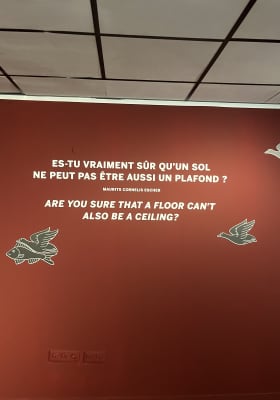 ES-TU VRAIMENT SÛR QU'UN SOL
NE PEUT PAS ÊTRE AUSSI UN PLAFOND ?
MAURITS CORNELIS ESCHER
ARE YOU SURE THAT A FLOOR CAN'T
ALSO BE A CEILING?